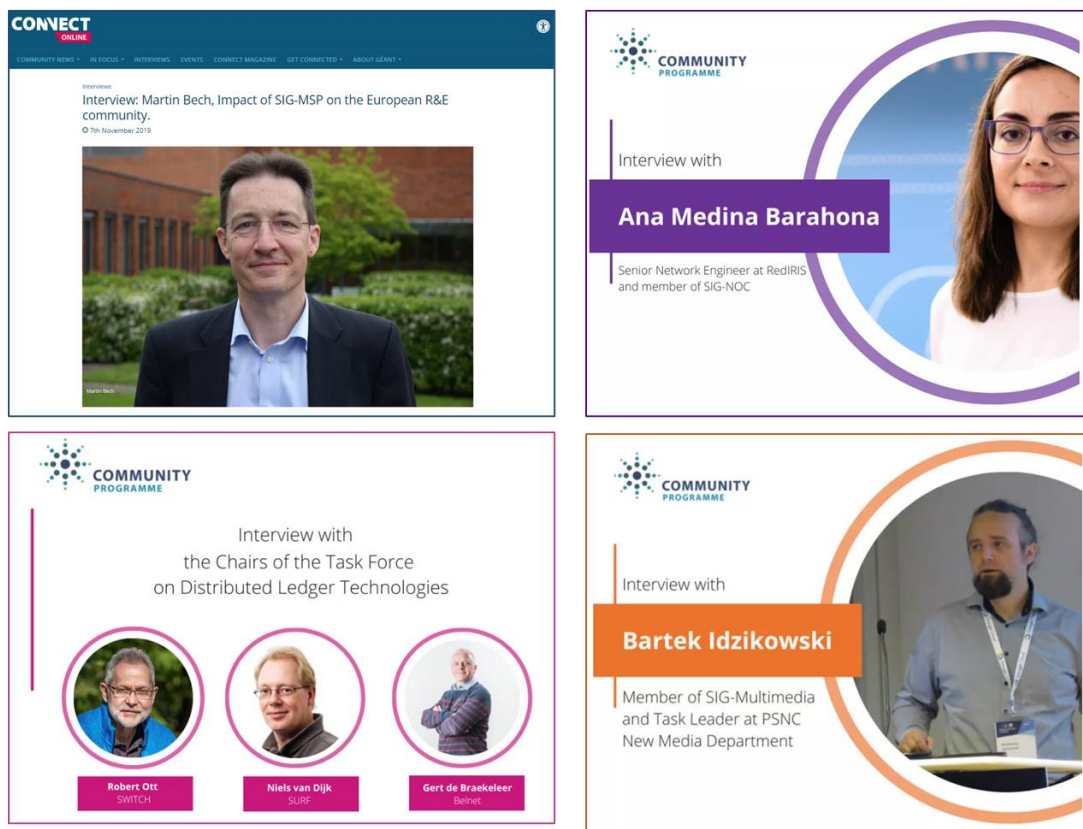 CONNECT
ONLINE
COMMUNITY NEWS IN FOCUS INTERVIEWS EVENTS CONNECT MAGAZINE GET CONNECTED ABOUT GÉANT
Interviews
Interview: Martin Bech, Impact of SIG-MSP on the European R&E
community.
7th November 2019
Martin Bech
COMMUNITY
PROGRAMME
Interview with
Ana Medina Barahona
Senior Network Engineer at RedIRIS
and member of SIG-NOC
COMMUNITY
PROGRAMME
Interview with
the Chairs of the Task Force
on Distributed Ledger Technologies
Robert Ott
SWITCH
Niels van Dijk
SURF
Gert de Braekeleer
Belnet
COMMUNITY
PROGRAMME
Interview with
Bartek Idzikowski
Member of SIG-Multimedia
and Task Leader at PSNC
New Media Department